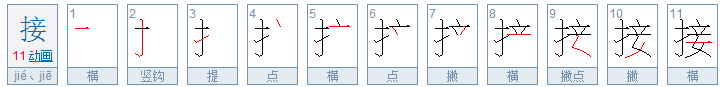 接
11 动画
jié、jiē
1 横
2 竖钩
3 提
4 点
5 横
6 点
7 撇
8 横
9 撇点
10 撇
11 横